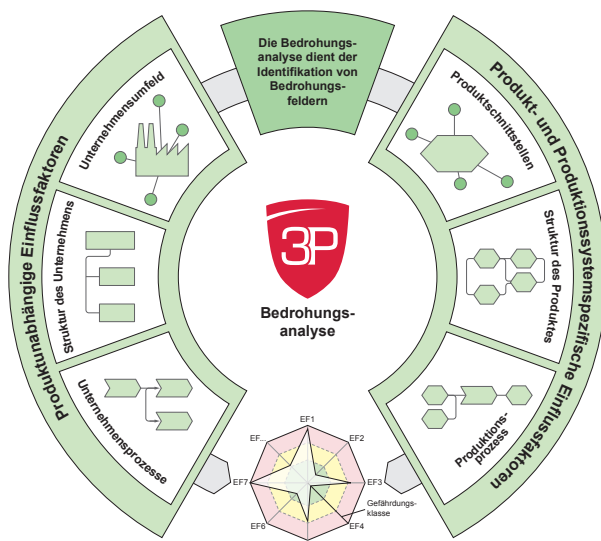 Die Bedrohungs-
analyse dient der
Identifikation von
Bedrohungs-
feldern
Produktunabhängige Einflussfaktoren
Unternehmensumfeld
Struktur des Unternehmens
Unternehmensprozesse
3P
Bedrohungs-
analyse
Produkt- und Produktionssystemspezifische Einflussfaktoren
Produktschnittstellen
Struktur des Produktes
Produktions-
prozess
EF1
EF...
EF2
EF7
EF3
Gefährdungs-
klasse
EF6
EF4